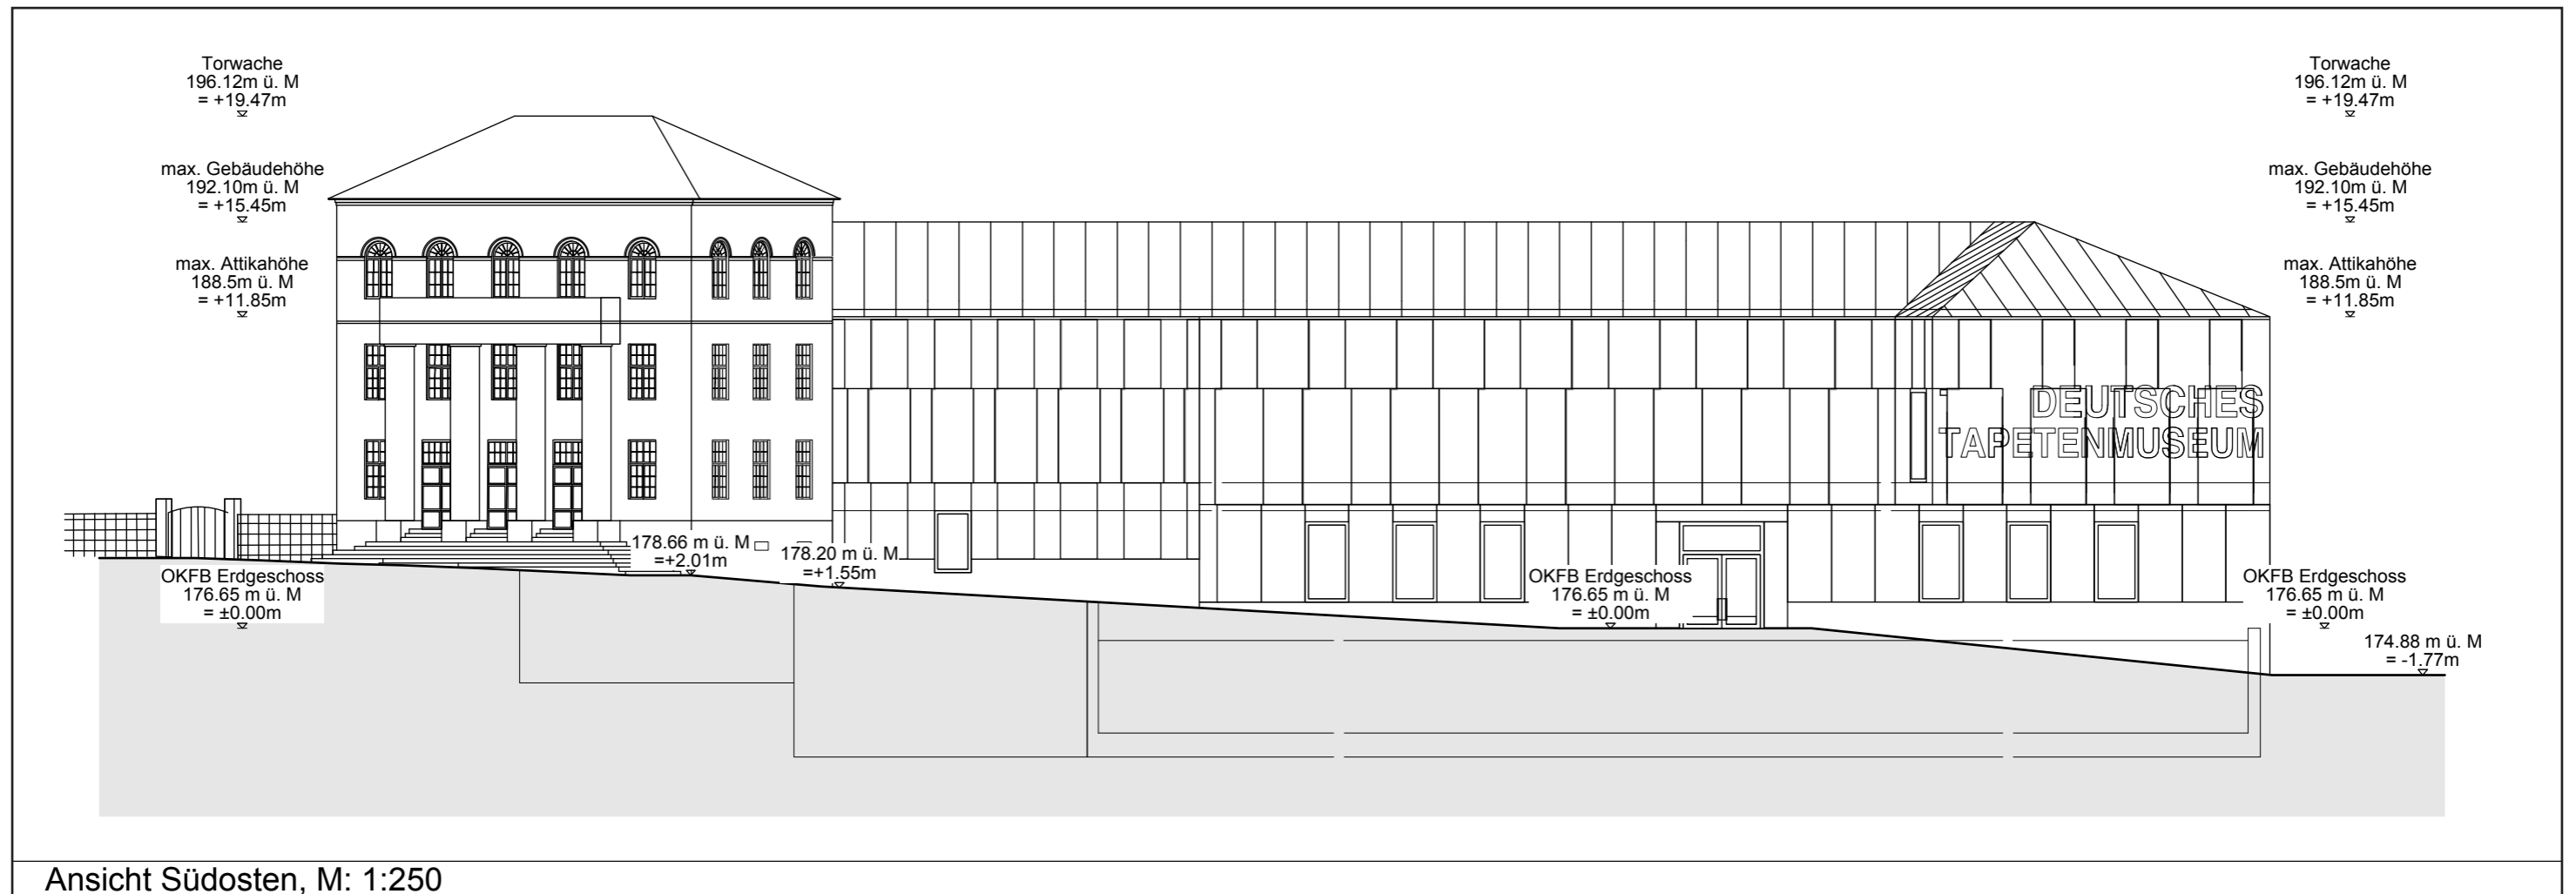 Torwache
196.12m ü. M
= +19.47m
Torwache
196.12m ü. M
= +19.47m
max. Gebäudehöhe
192.10m ü. M
= +15.45m
max. Gebäudehöhe
192.10m ü. M
= +15.45m
max. Attikahöhe
188.5m ü. M
= +11.85m
max. Attikahöhe
188.5m ü. M
= +11.85m
DEUTSCHES
TAPETENMUSEUM
178.66 m ü. M
=+2.01m
178.20 m ü. M
=+1.55m
OKFB Erdgeschoss
176.65 m ü. M
= ±0.00m
OKFB Erdgeschoss
176.65 m ü. M
= ±0.00m
OKFB Erdgeschoss
176.65 m ü. M
= ±0.00m
174.88 m ü. M
= -1.77m
Ansicht Südosten, M: 1:250